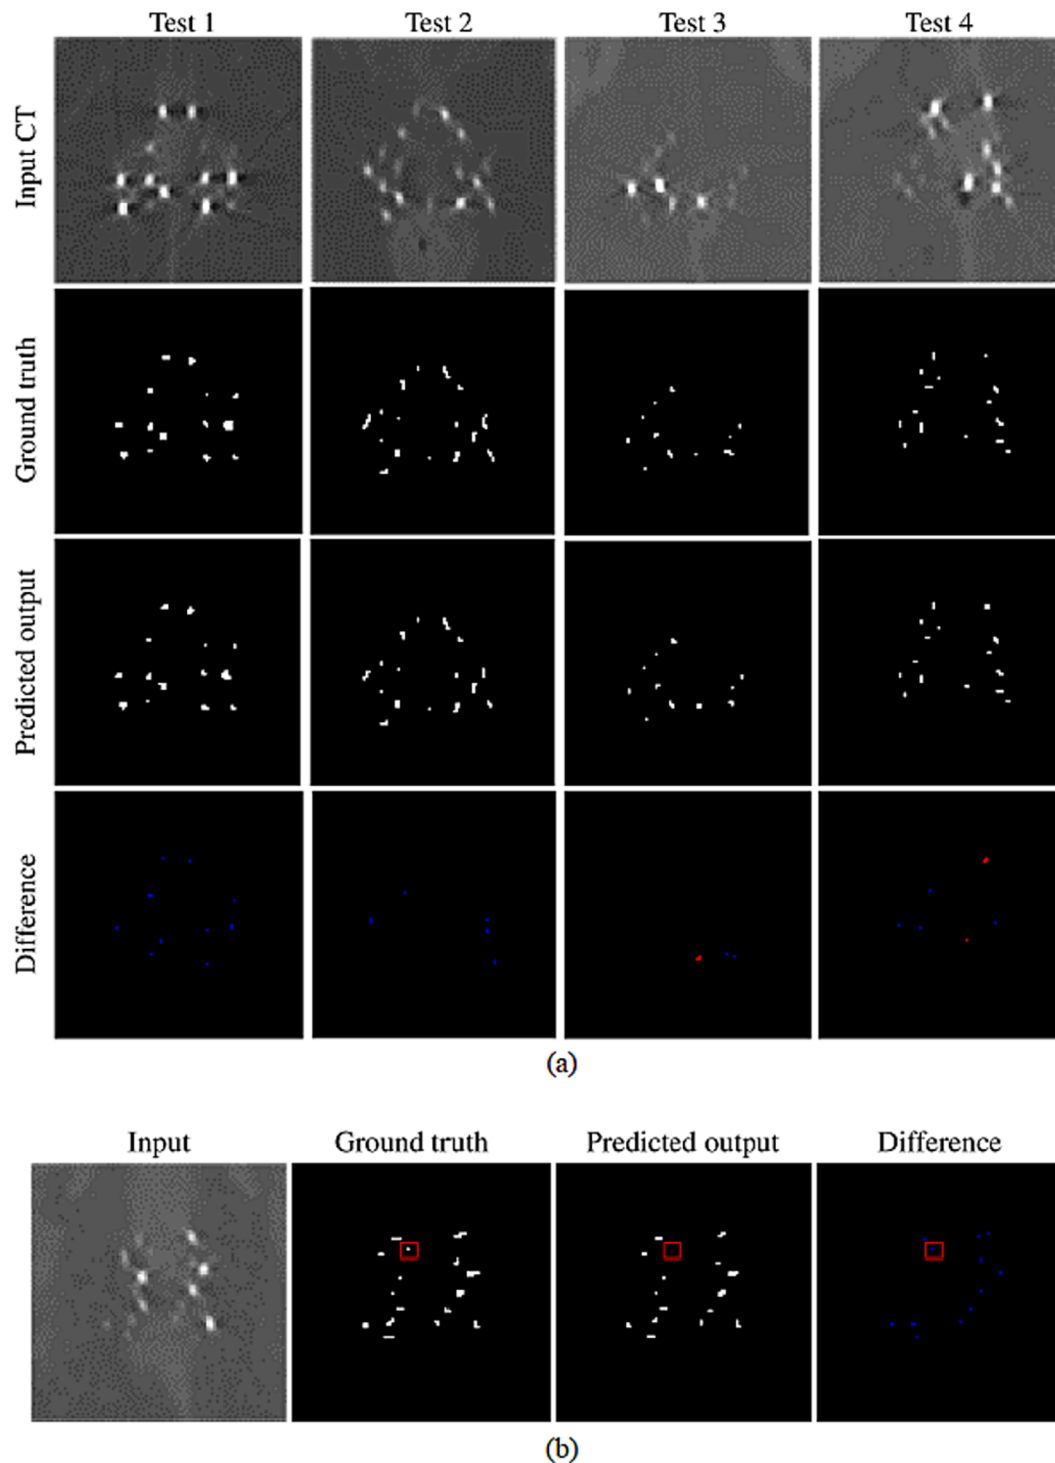 Test 1 Test 2 Test 3 Test 4
Input CT
Ground truth
Predicted output
Difference
(a)
Input Ground truth Predicted output Difference
(b)